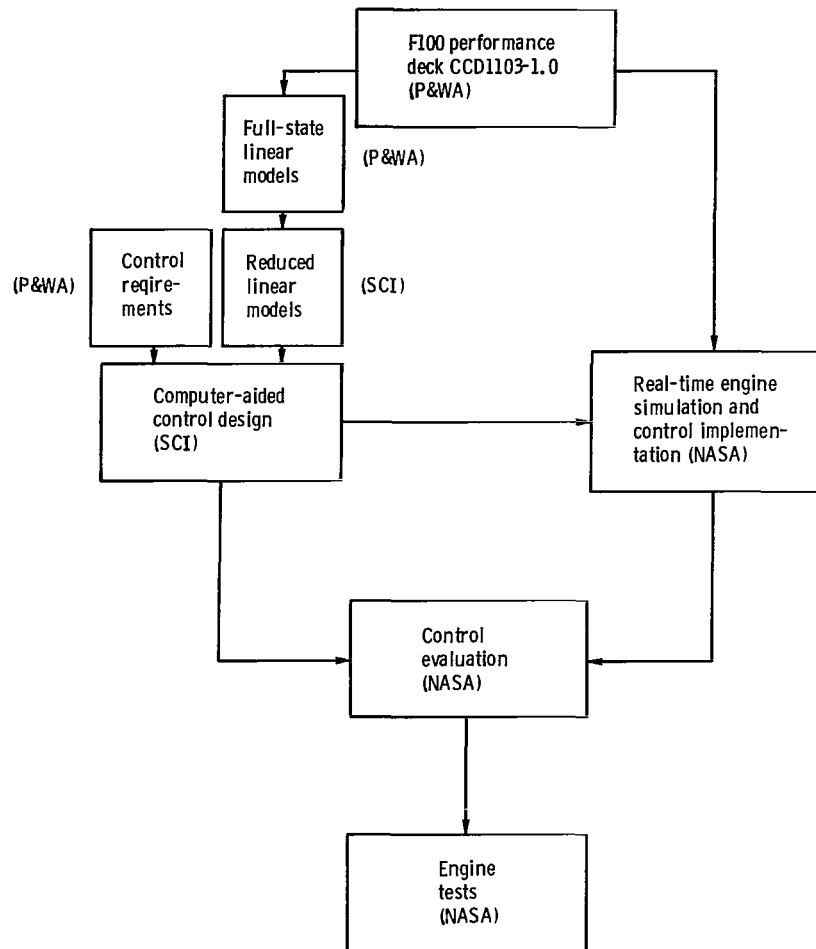 F100 performance
deck CCD1103-1.0
(P&WA)
Full-state
linear
models
(P&WA)
(P&WA)
Control
reqire-
ments
Reduced
linear
models
(SCI)
Computer-aided
control design
(SCI)
Real-time engine
simulation and
control implemen-
tation (NASA)
Control
evaluation
(NASA)
Engine
tests
(NASA)